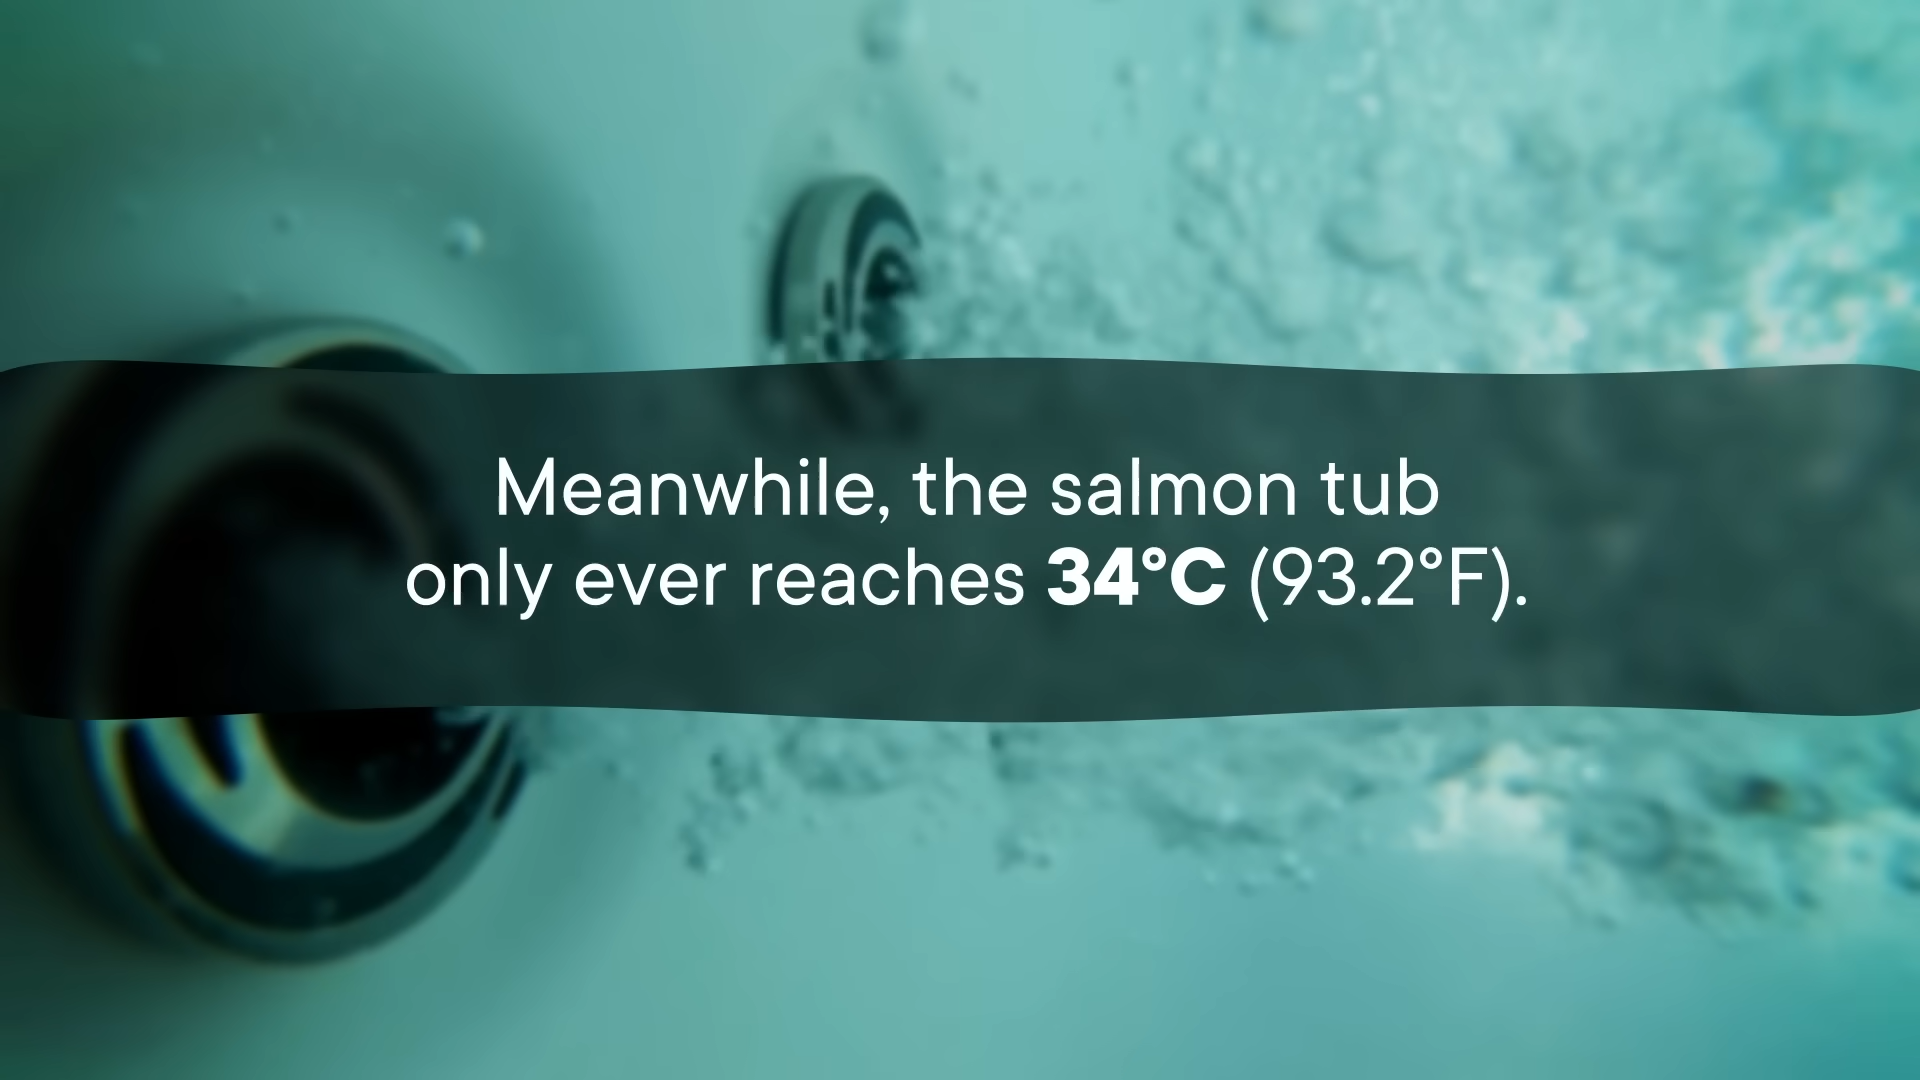 Meanwhile, the salmon tub
only ever reaches 34°C (93.2°F).